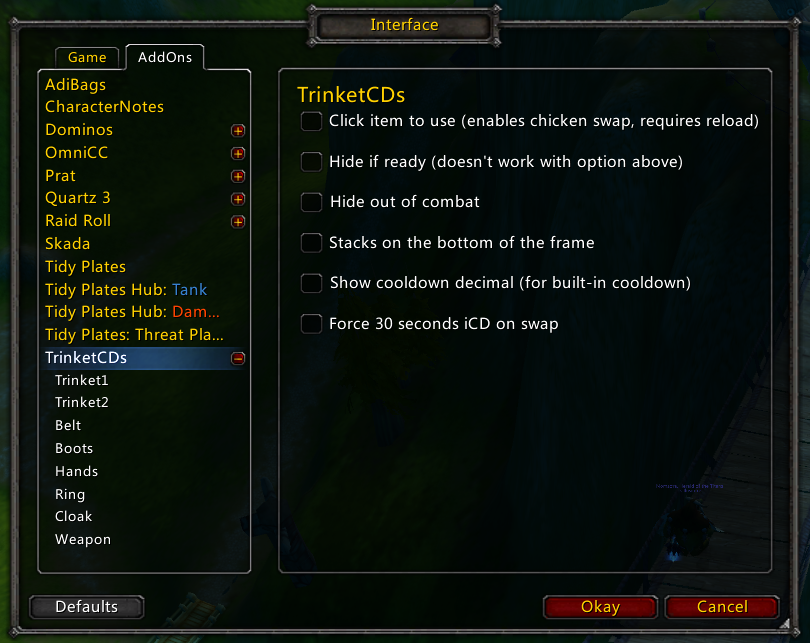 Interface
Game AddOns
AdiBags
CharacterNotes
Dominos
OmniCC
Prat
Quartz 3
Raid Roll
Skada
Tidy Plates
Tidy Plates Hub: Tank
Tidy Plates Hub: Dam...
Tidy Plates: Threat Pla...
TrinketCDs
Trinket1
Trinket2
Belt
Boots
Hands
Ring
Cloak
Weapon
TrinketCDs
Click item to use (enables chicken swap, requires reload)
Hide if ready (doesn't work with option above)
Hide out of combat
Stacks on the bottom of the frame
Show cooldown decimal (for built-in cooldown)
Force 30 seconds iCD on swap
Defaults
Okay
Cancel